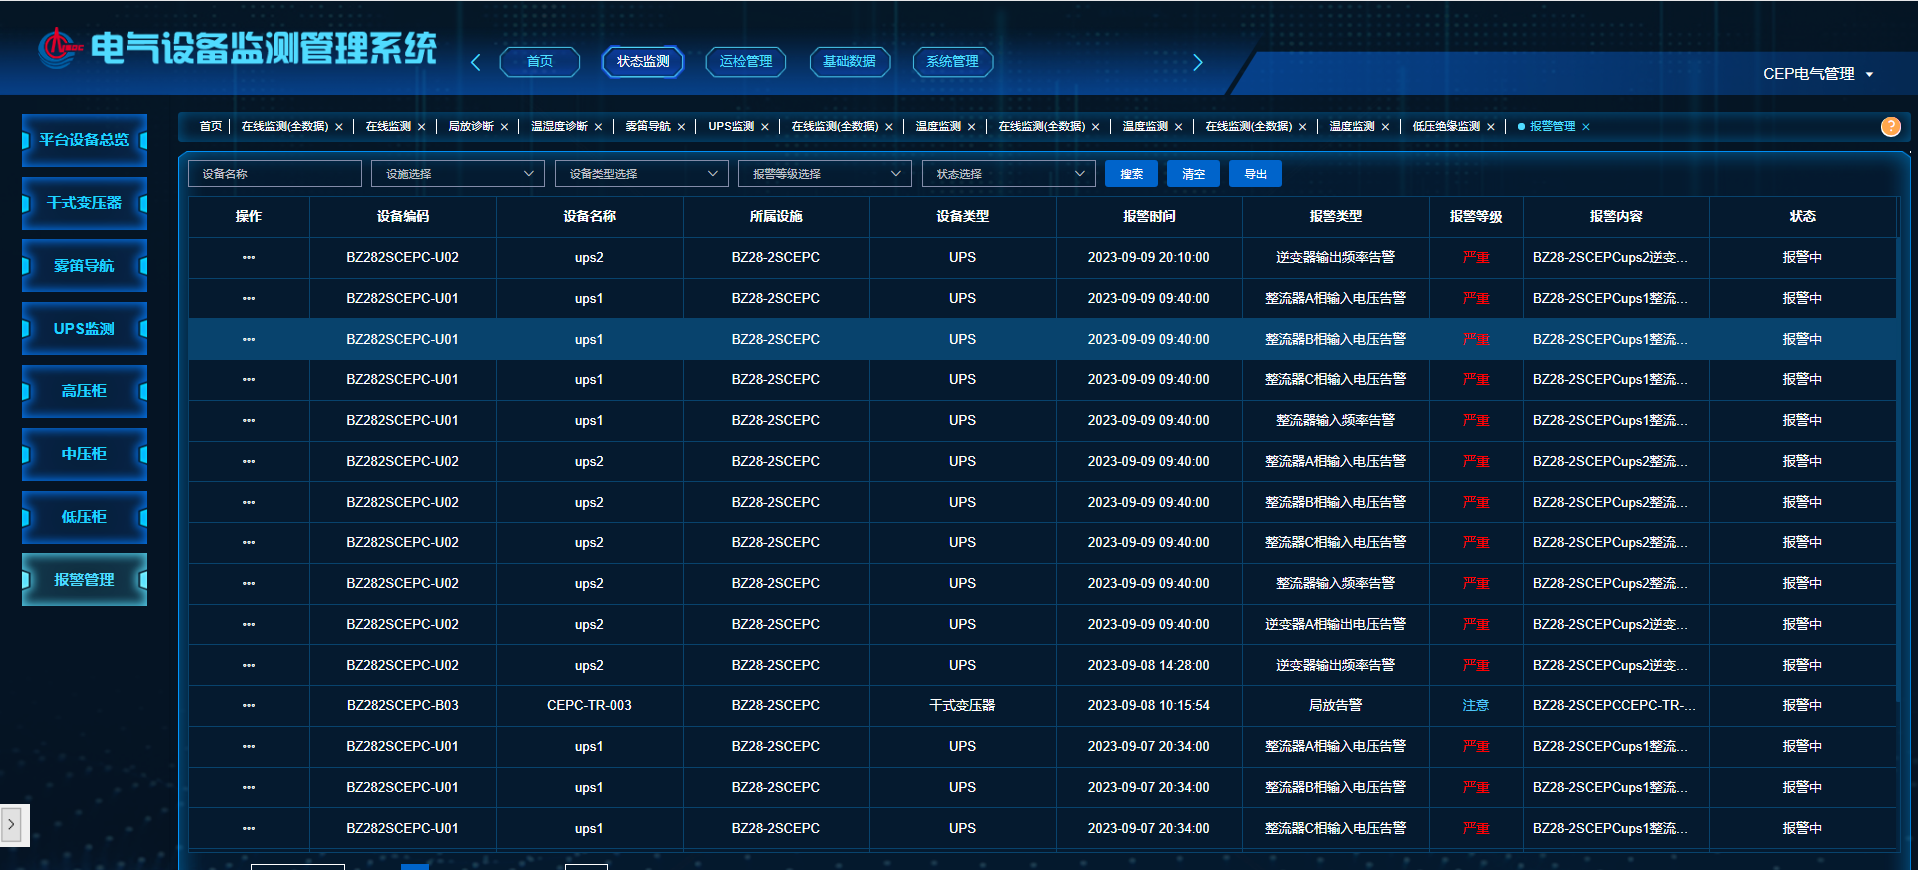 电气设备监测管理系统
首页 状态监测 运检管理 基础数据 系统管理
CEP电气管理
平台设备总览
干式变压器
雾笛导航
UPS监测
高压柜
中压柜
低压柜
报警管理
首页 在线监测(全数据) × 在线监测 × 局放诊断 × 温湿度诊断 × 雾笛导航 × UPS监测 × 在线监测(全数据) × 温度监测 × 在线监测(全数据) × 温度监测 × 在线监测(全数据) × 温度监测 × 低压绝缘监测 × 报警管理 ×
?
设备名称 设施选择 设备类型选择 报警等级选择 状态选择 搜索 清空 导出
操作 设备编码 设备名称 所属设施 设备类型 报警时间 报警类型 报警等级 报警内容 状态
••• BZ282SCEPC-U02 ups2 BZ28-2SCEPC UPS 2023-09-09 20:10:00 逆变器输出频率告警 严重 BZ28-2SCEPCups2逆变... 报警中
••• BZ282SCEPC-U01 ups1 BZ28-2SCEPC UPS 2023-09-09 09:40:00 整流器A相输入电压告警 严重 BZ28-2SCEPCups1整流... 报警中
••• BZ282SCEPC-U01 ups1 BZ28-2SCEPC UPS 2023-09-09 09:40:00 整流器B相输入电压告警 严重 BZ28-2SCEPCups1整流... 报警中
••• BZ282SCEPC-U01 ups1 BZ28-2SCEPC UPS 2023-09-09 09:40:00 整流器C相输入电压告警 严重 BZ28-2SCEPCups1整流... 报警中
••• BZ282SCEPC-U01 ups1 BZ28-2SCEPC UPS 2023-09-09 09:40:00 整流器输入频率告警 严重 BZ28-2SCEPCups1整流... 报警中
••• BZ282SCEPC-U02 ups2 BZ28-2SCEPC UPS 2023-09-09 09:40:00 整流器A相输入电压告警 严重 BZ28-2SCEPCups2整流... 报警中
••• BZ282SCEPC-U02 ups2 BZ28-2SCEPC UPS 2023-09-09 09:40:00 整流器B相输入电压告警 严重 BZ28-2SCEPCups2整流... 报警中
••• BZ282SCEPC-U02 ups2 BZ28-2SCEPC UPS 2023-09-09 09:40:00 整流器C相输入电压告警 严重 BZ28-2SCEPCups2整流... 报警中
••• BZ282SCEPC-U02 ups2 BZ28-2SCEPC UPS 2023-09-09 09:40:00 整流器输入频率告警 严重 BZ28-2SCEPCups2整流... 报警中
••• BZ282SCEPC-U02 ups2 BZ28-2SCEPC UPS 2023-09-09 09:40:00 逆变器A相输出电压告警 严重 BZ28-2SCEPCups2逆变... 报警中
••• BZ282SCEPC-U02 ups2 BZ28-2SCEPC UPS 2023-09-08 14:28:00 逆变器输出频率告警 严重 BZ28-2SCEPCups2逆变... 报警中
••• BZ282SCEPC-B03 CEPC-TR-003 BZ28-2SCEPC 干式变压器 2023-09-08 10:15:54 局放告警 注意 BZ28-2SCEPCCEPC-TR-... 报警中
••• BZ282SCEPC-U01 ups1 BZ28-2SCEPC UPS 2023-09-07 20:34:00 整流器A相输入电压告警 严重 BZ28-2SCEPCups1整流... 报警中
••• BZ282SCEPC-U01 ups1 BZ28-2SCEPC UPS 2023-09-07 20:34:00 整流器B相输入电压告警 严重 BZ28-2SCEPCups1整流... 报警中
••• BZ282SCEPC-U01 ups1 BZ28-2SCEPC UPS 2023-09-07 20:34:00 整流器C相输入电压告警 严重 BZ28-2SCEPCups1整流... 报警中